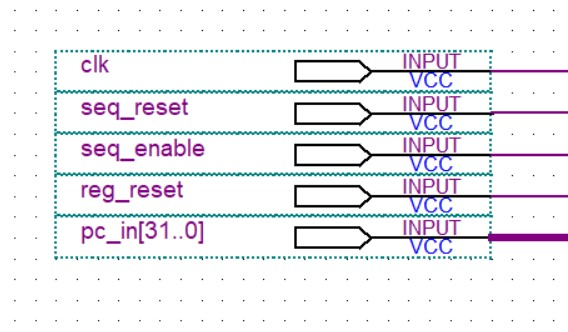 clk INPUT
VCC
seq_reset INPUT
VCC
seq_enable INPUT
VCC
reg_reset INPUT
VCC
pc_in[31..0] INPUT
VCC